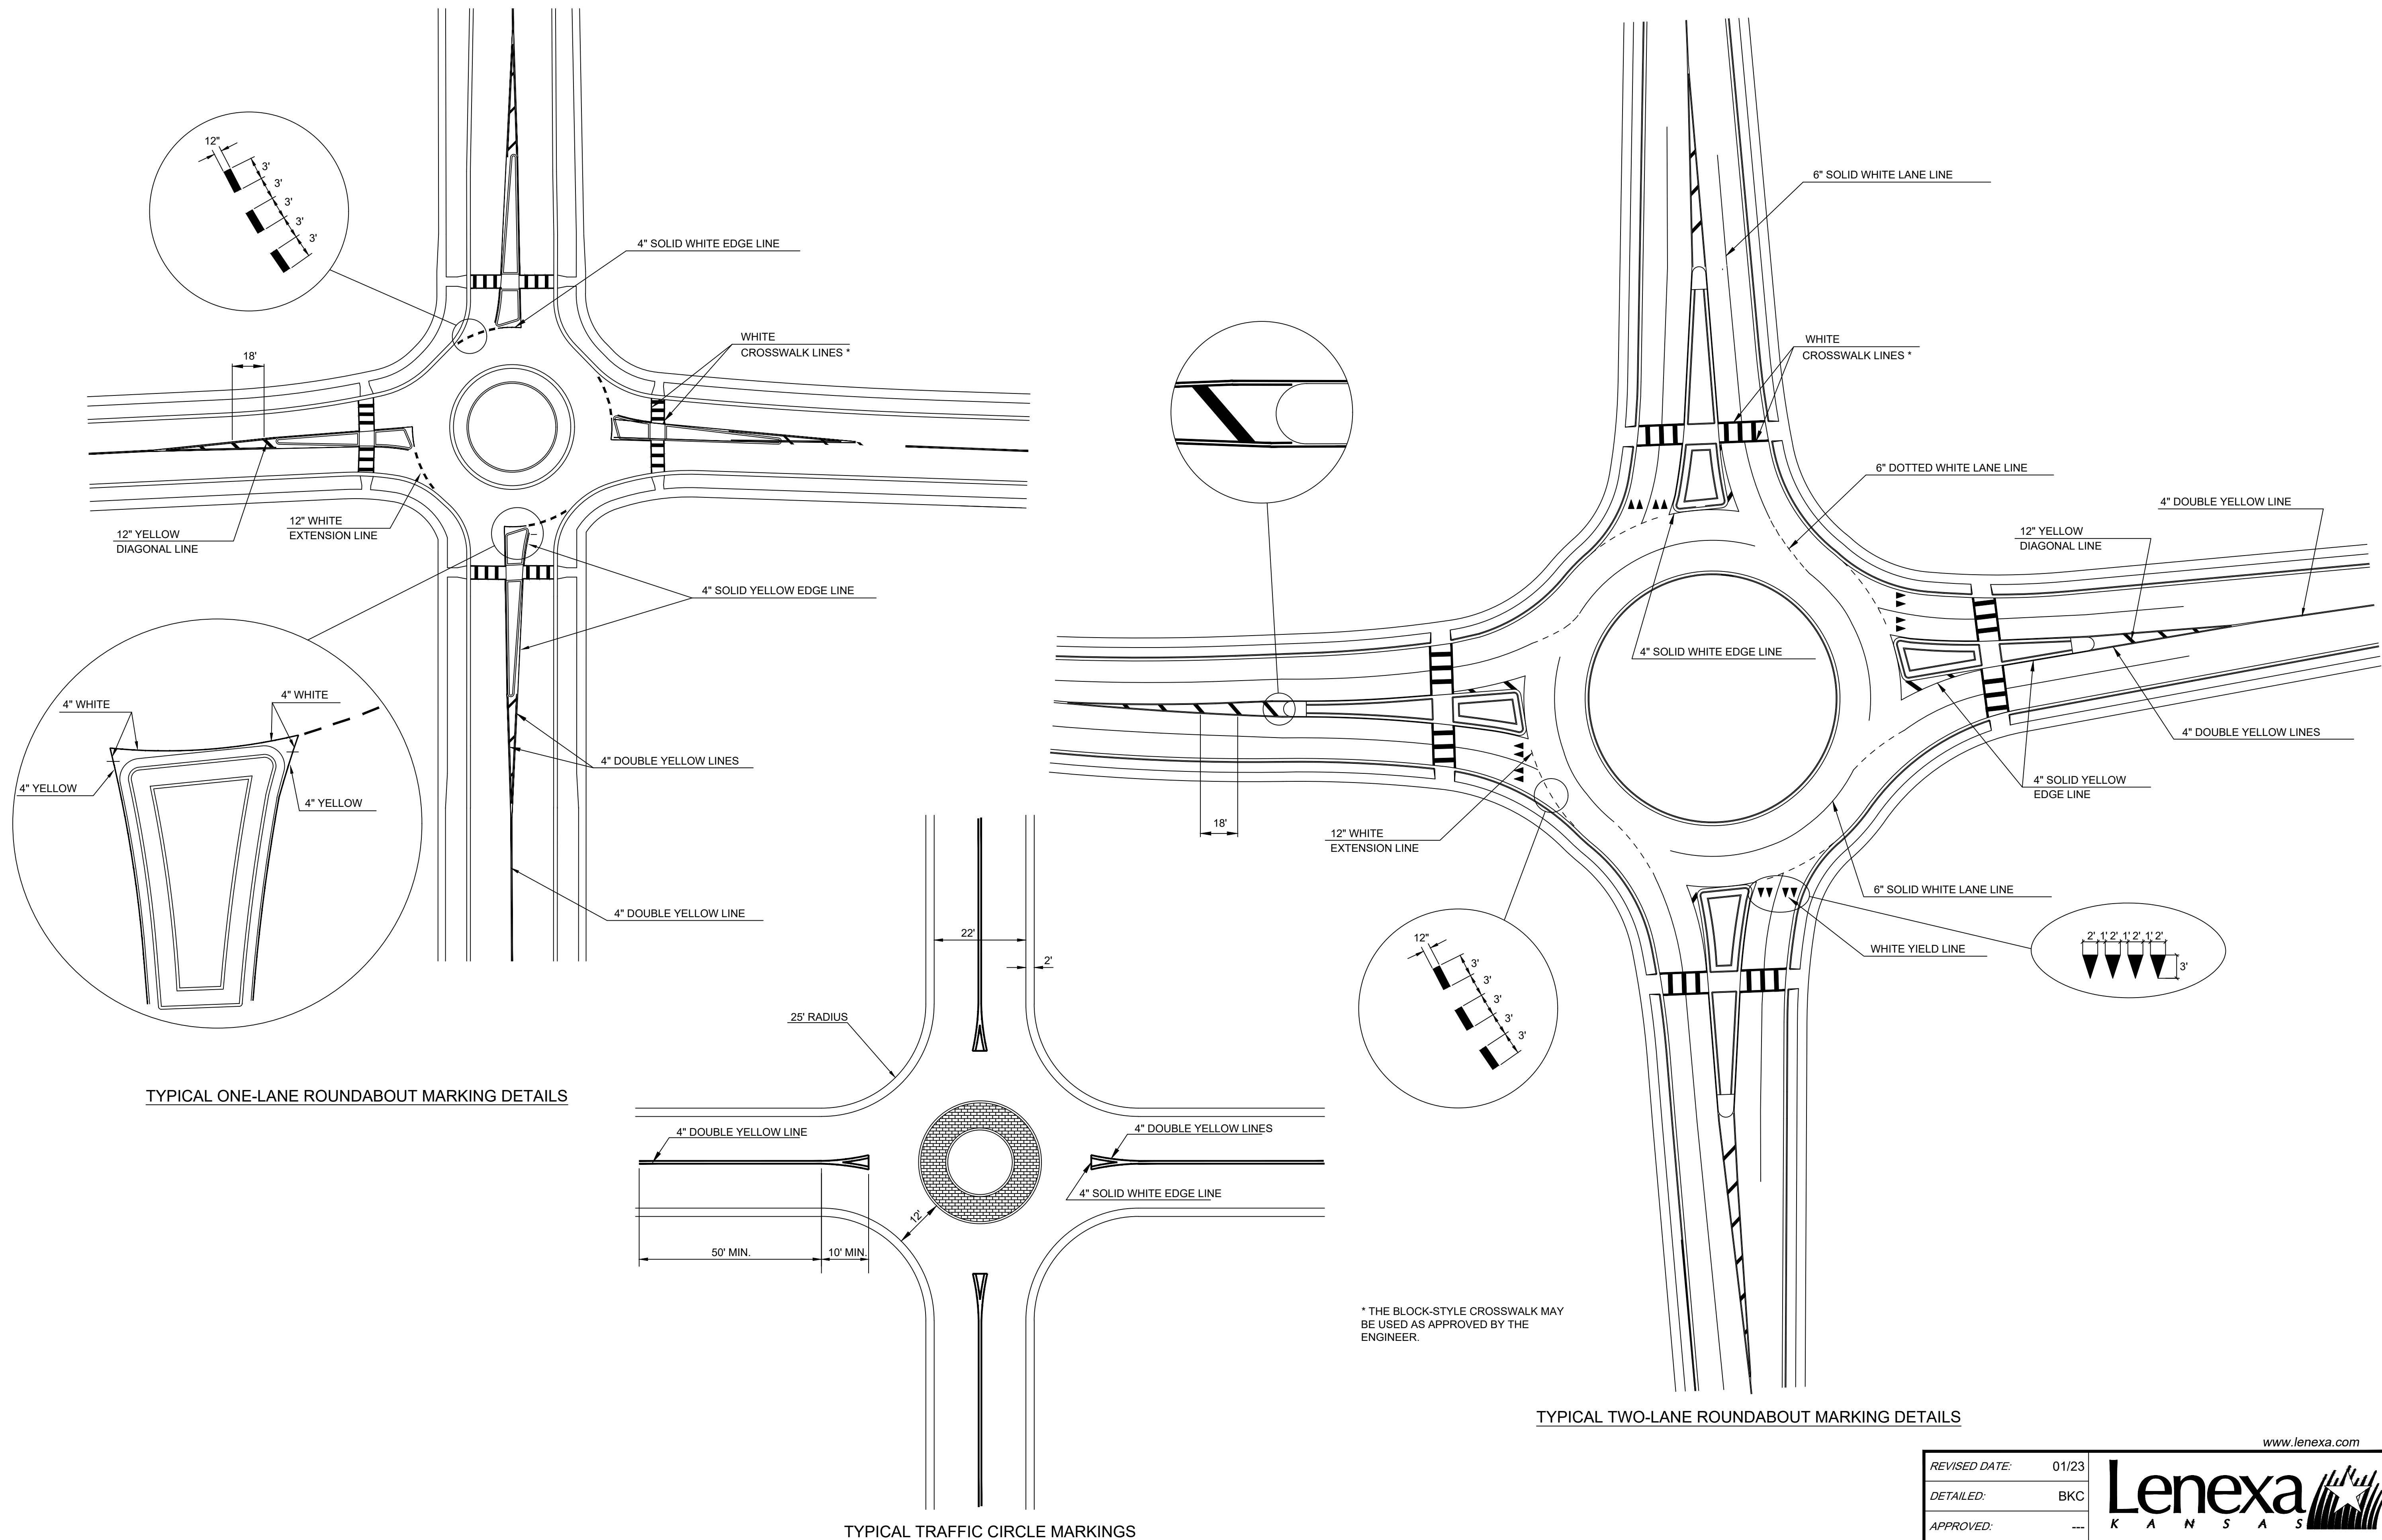 12"
3'
3'
3'
3'
3'
4" SOLID WHITE EDGE LINE
WHITE
CROSSWALK LINES *
18'
12" YELLOW
DIAGONAL LINE
12" WHITE
EXTENSION LINE
4" SOLID YELLOW EDGE LINE
4" WHITE
4" WHITE
4" YELLOW
4" YELLOW
4" DOUBLE YELLOW LINES
4" DOUBLE YELLOW LINE
TYPICAL ONE-LANE ROUNDABOUT MARKING DETAILS
22'
2'
25' RADIUS
4" DOUBLE YELLOW LINE
4" DOUBLE YELLOW LINES
4" SOLID WHITE EDGE LINE
12'
50' MIN.
10' MIN.
TYPICAL TRAFFIC CIRCLE MARKINGS
6" SOLID WHITE LANE LINE
WHITE
CROSSWALK LINES *
6" DOTTED WHITE LANE LINE
4" DOUBLE YELLOW LINE
12" YELLOW
DIAGONAL LINE
4" SOLID WHITE EDGE LINE
4" DOUBLE YELLOW LINES
4" SOLID YELLOW
EDGE LINE
18'
12" WHITE
EXTENSION LINE
6" SOLID WHITE LANE LINE
WHITE YIELD LINE
2' 1' 2' 1' 2' 1' 2'
3'
12"
3'
3'
3'
3'
3'
* THE BLOCK-STYLE CROSSWALK MAY
BE USED AS APPROVED BY THE
ENGINEER.
TYPICAL TWO-LANE ROUNDABOUT MARKING DETAILS
www.lenexa.com
REVISED DATE: 01/23
DETAILED: BKC
APPROVED: ---
Lenexa
KANSAS